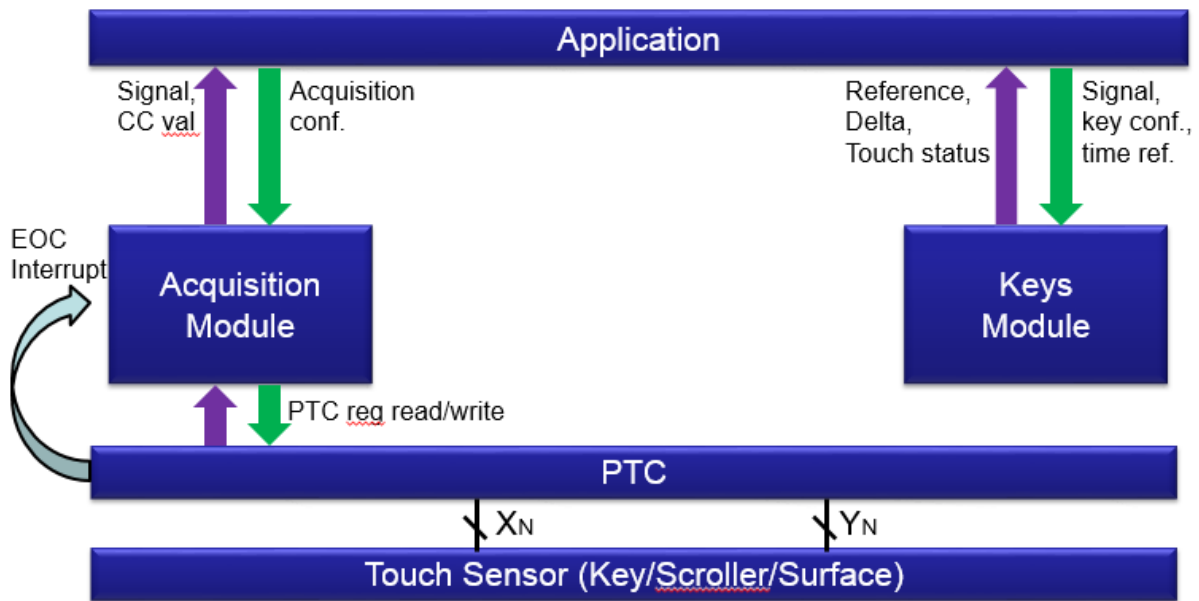 Application
Signal,
CC val
Acquisition
conf.
Reference,
Delta,
Touch status
Signal,
key conf.,
time ref.
EOC
Interrupt
Acquisition
Module
Keys
Module
PTC reg read/write
PTC
XN
YN
Touch Sensor (Key/Scroller/Surface)